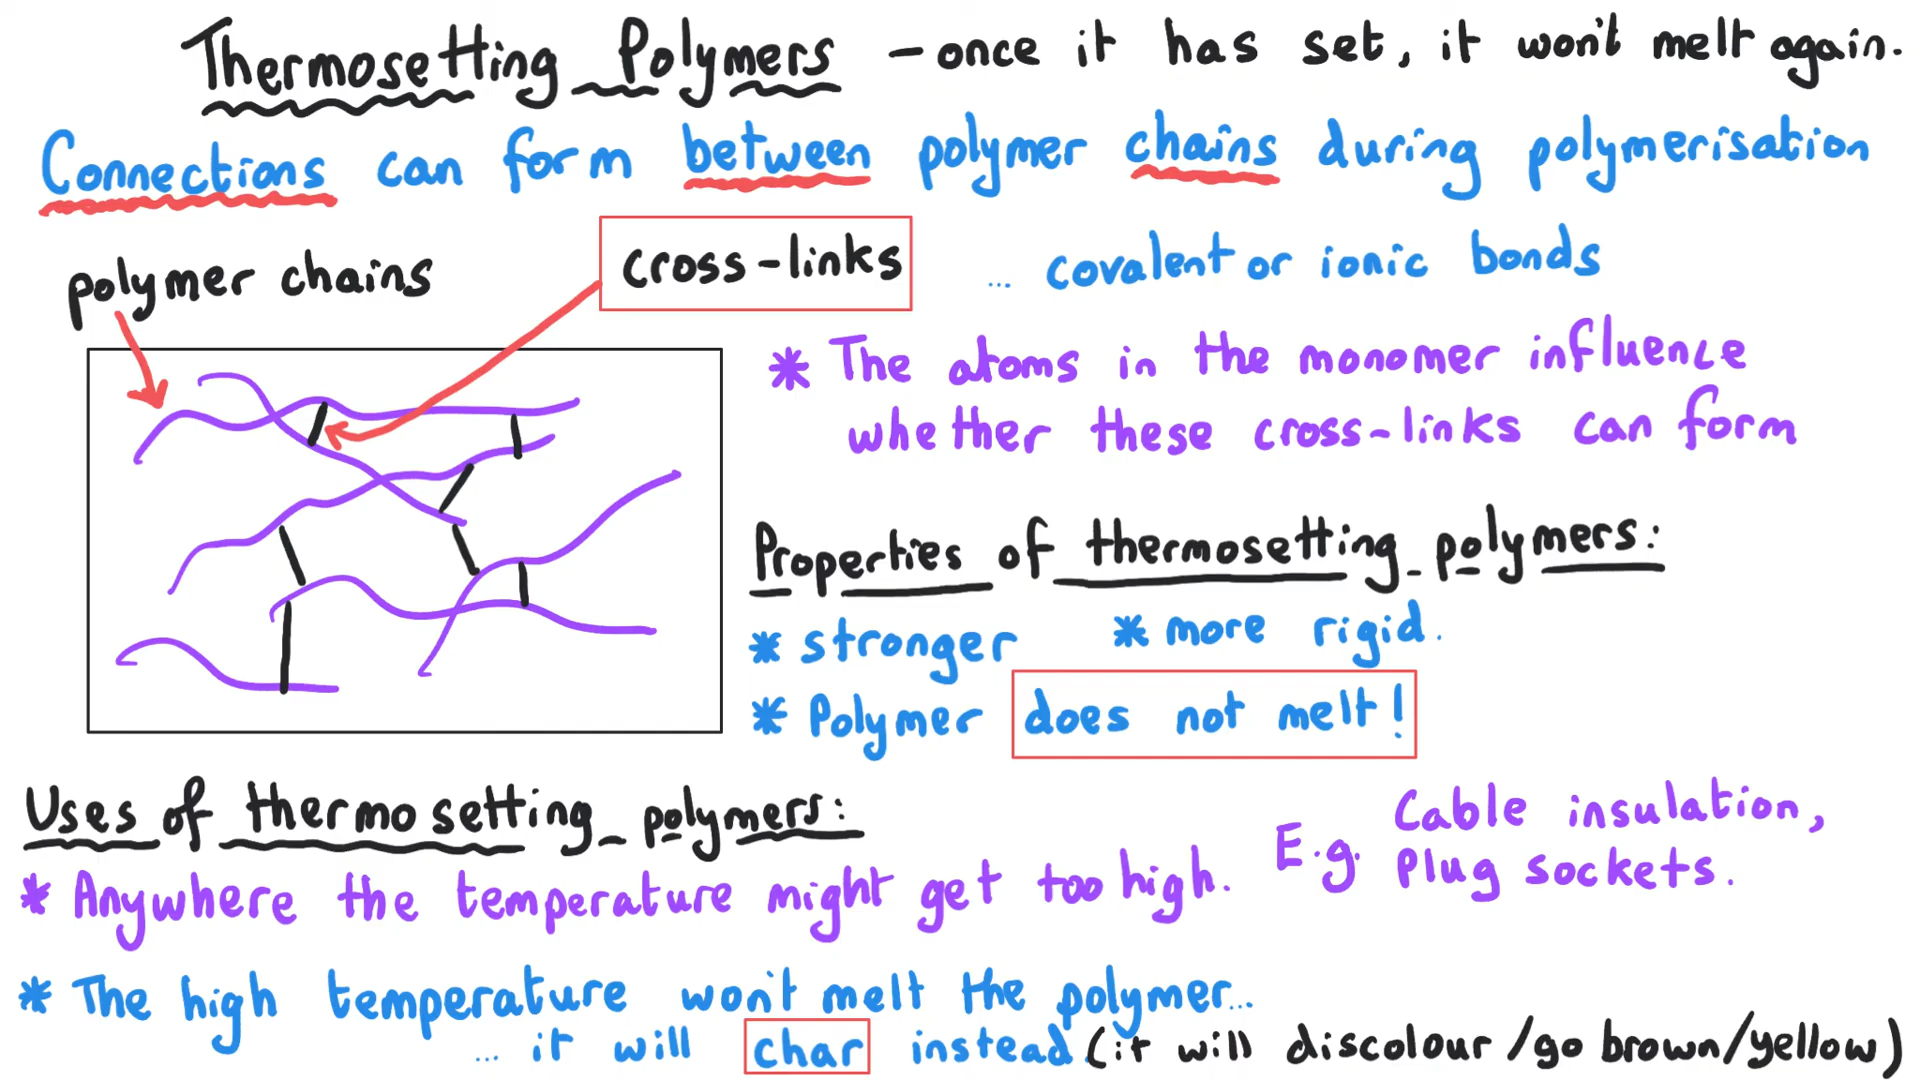 Thermosetting Polymers - once it has set, it won't melt again.
Connections can form between polymer chains during polymerisation
polymer chains
cross-links
... covalent or ionic bonds
* The atoms in the monomer influence
whether these cross-links can form
Properties of thermosetting polymers:
* stronger * more rigid.
* Polymer does not melt!
Uses of thermosetting polymers:
* Anywhere the temperature might get too high.
E.g. Cable insulation,
Plug sockets.
* The high temperature won't melt the polymer...
... it will char instead. (it will discolour/go brown/yellow)